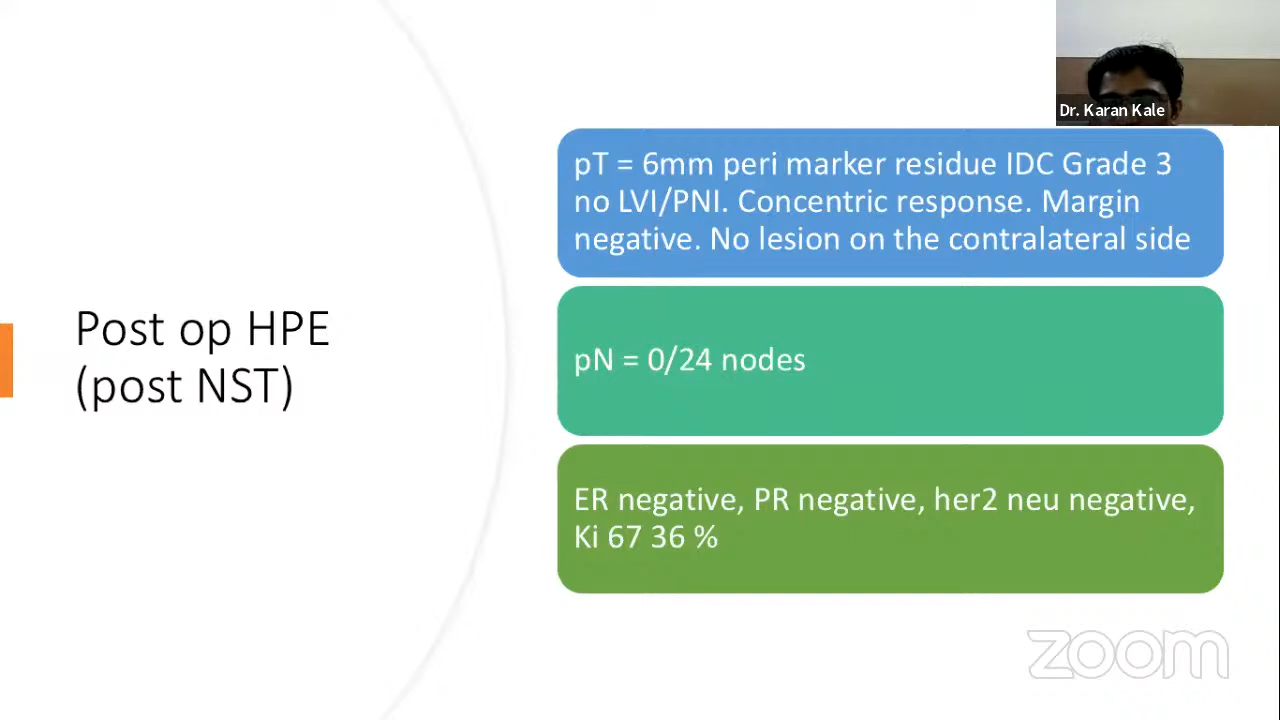 Dr. Karan Kale
Post op HPE
(post NST)
pT = 6mm peri marker residue IDC Grade 3
no LVI/PNI. Concentric response. Margin
negative. No lesion on the contralateral side
pN = 0/24 nodes
ER negative, PR negative, her2 neu negative,
Ki 67 36 %
zoom